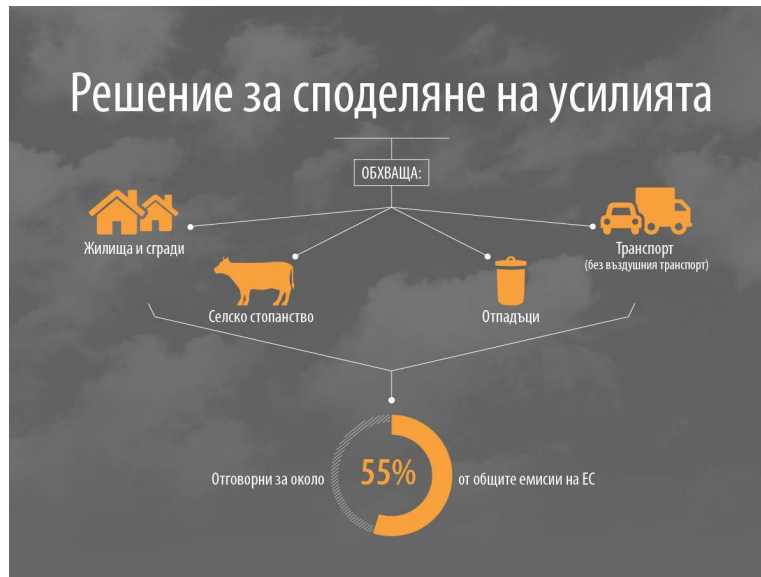 Решение за споделяне на усилията
ОБХВАЩА:
Жилища и сгради
Транспорт
(без въздушния транспорт)
Селско стопанство
Отпадъци
Отговорни за около
55%
от общите емисии на ЕС